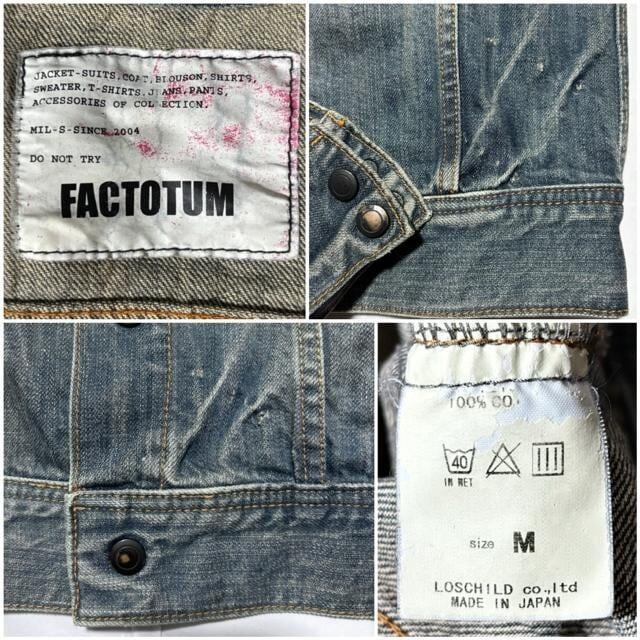 JACKET-SUITS, COAT, BLOUSON, SHIRTS,
SWEATER, T-SHIRTS, JEANS, PANTS,
ACCESSORIES OF COLLECTION.
MIL-S-SINCE 2004
DO NOT TRY
FACTOTUM
100% CO
40
IN NET
size M
LOSCHILD co.,ltd
MADE IN JAPAN